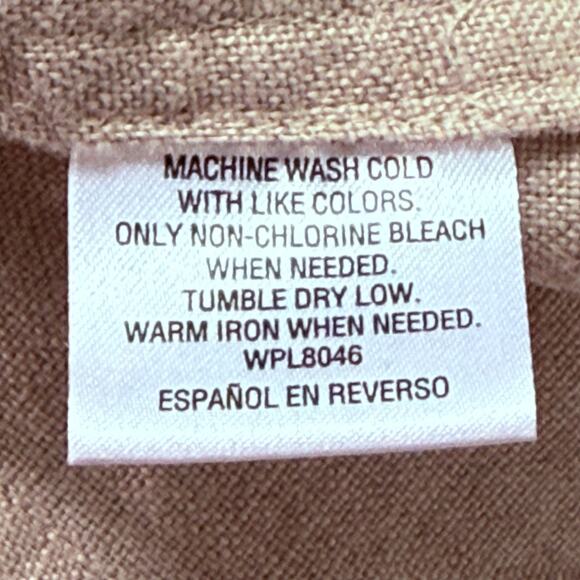 MACHINE WASH COLD
WITH LIKE COLORS.
ONLY NON-CHLORINE BLEACH
WHEN NEEDED.
TUMBLE DRY LOW.
WARM IRON WHEN NEEDED.
WPL8046
ESPAÑOL EN REVERSO